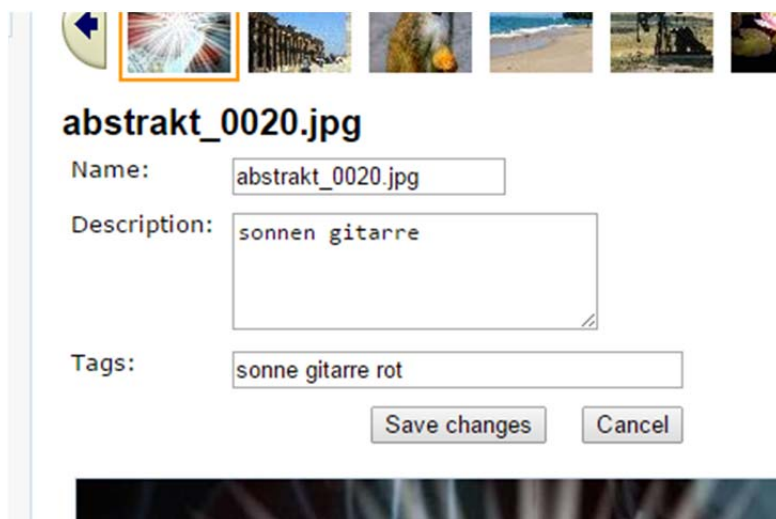 abstrakt_0020.jpg
Name: abstrakt_0020.jpg
Description: sonnen gitarre
Tags: sonne gitarre rot
Save changes Cancel